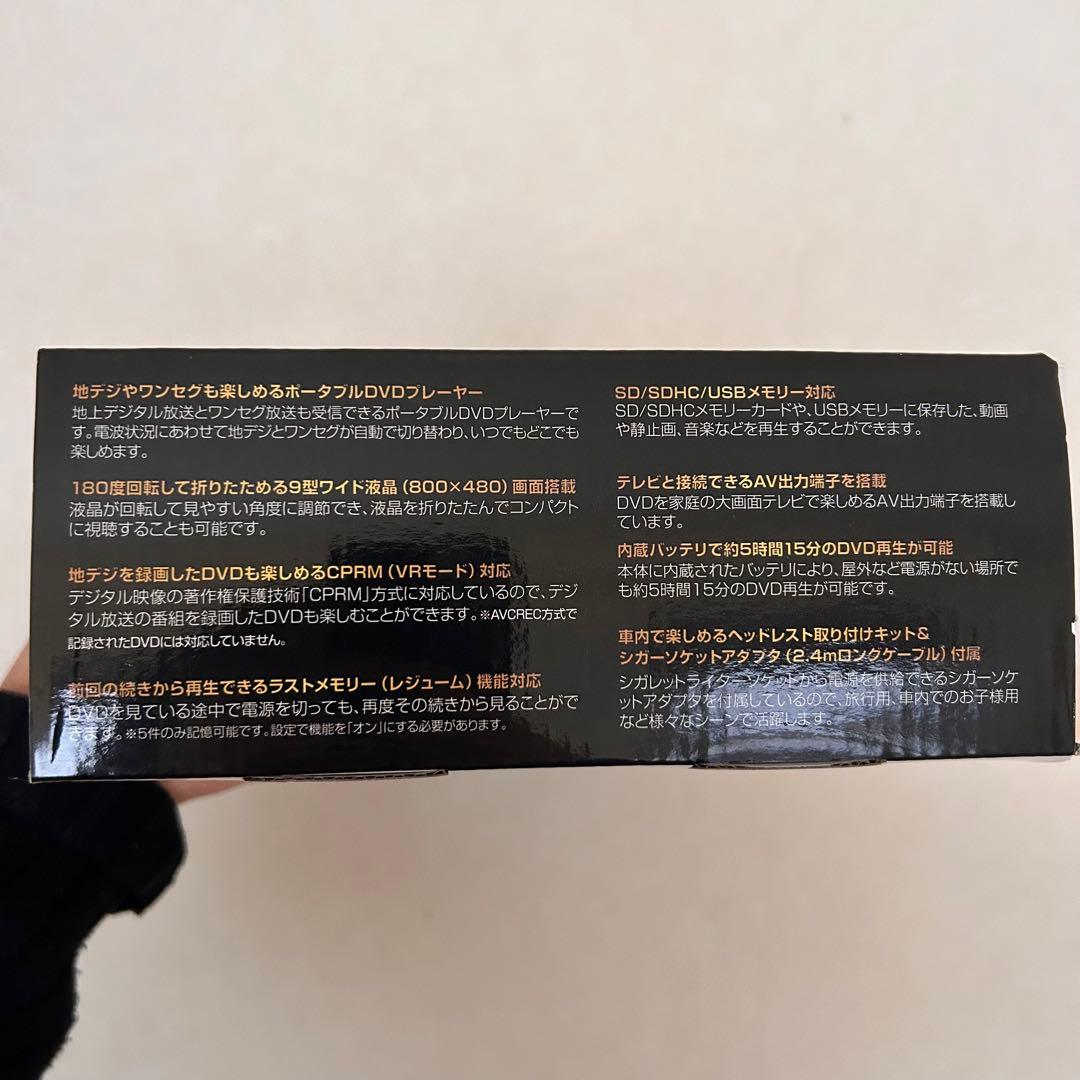 地デジやワンセグも楽しめるポータブルDVDプレーヤー
地上デジタル放送とワンセグ放送も受信できるポータブルDVDプレーヤーで
す。電波状況にあわせて地デジとワンセグが自動で切り替わり、いつでもどこでも
楽しめます。
180度回転して折りたためる9型ワイド液晶（800×480）画面搭載
液晶が回転して見やすい角度に調節でき、液晶を折りたたんでコンパクト
に視聴することも可能です。
地デジを録画したDVDも楽しめるCPRM（VRモード）対応
デジタル映像の著作権保護技術「CPRM」方式に対応しているので、デジ
タル放送の番組を録画したDVDも楽しむことができます。※AVCREC方式で
記録されたDVDには対応していません。
前回の続きから再生できるラストメモリー（レジューム）機能対応
DVDを見ている途中で電源を切っても、再度その続きから見ることがで
きます。※5件のみ記憶可能です。設定で機能を「オン」にする必要があります。
SD/SDHC/USBメモリー対応
SD/SDHCメモリーカードや、USBメモリーに保存した、動画
や静止画、音楽などを再生することができます。
テレビと接続できるAV出力端子を搭載
DVDを家庭の大画面テレビで楽しめるAV出力端子を搭載し
ています。
内蔵バッテリで約5時間15分のDVD再生が可能
本体に内蔵されたバッテリにより、屋外など電源がない場所で
も約5時間15分のDVD再生が可能です。
車内で楽しめるヘッドレスト取り付けキット＆
シガーソケットアダプタ（2.4mロングケーブル）付属
シガレットライターソケットから電源を供給できるシガーソケ
ットアダプタを付属しているので、旅行用、車内でのお子様用
など様々なシーンで活躍します。